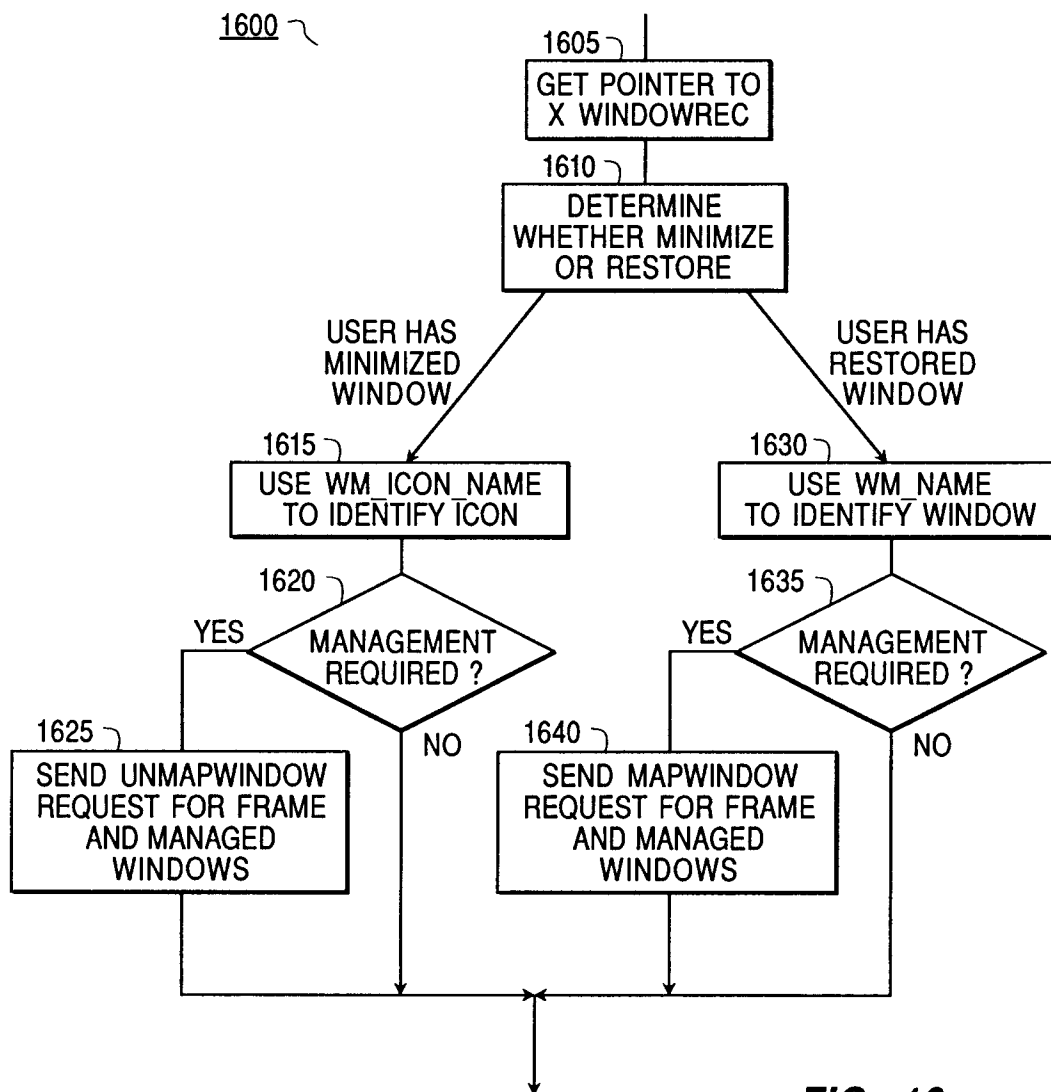 1600
1605
GET POINTER TO
X WINDOWREC
1610
DETERMINE
WHETHER MINIMIZE
OR RESTORE
USER HAS
MINIMIZED
WINDOW
USER HAS
RESTORED
WINDOW
1615
USE WM_ICON_NAME
TO IDENTIFY ICON
1630
USE WM_NAME
TO IDENTIFY WINDOW
1620
YES
MANAGEMENT
REQUIRED ?
NO
1635
YES
MANAGEMENT
REQUIRED ?
NO
1625
SEND UNMAPWINDOW
REQUEST FOR FRAME
AND MANAGED
WINDOWS
1640
SEND MAPWINDOW
REQUEST FOR FRAME
AND MANAGED
WINDOWS